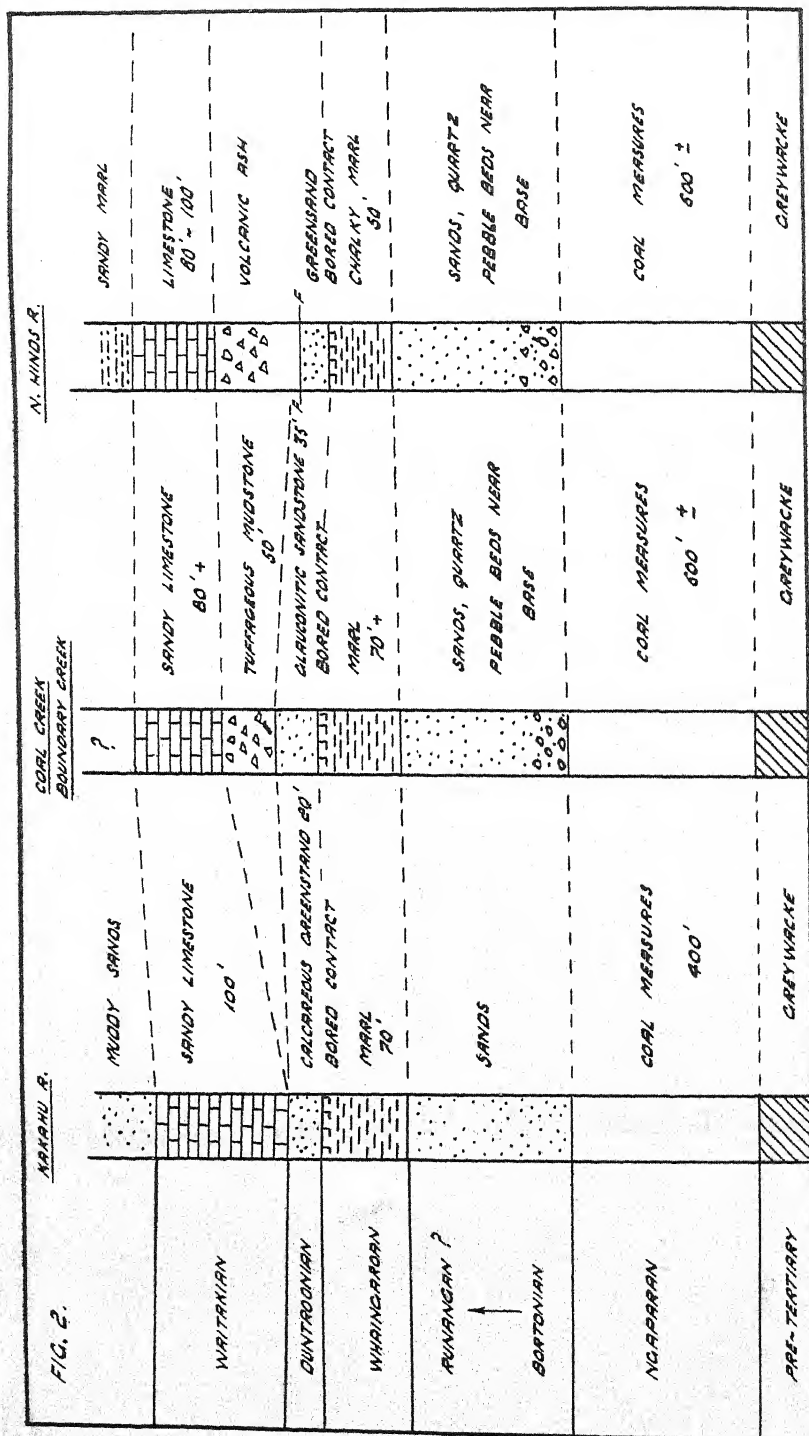 FIG. 2.
WAITAKIAN
DUNTROONIAN
WHAINGAROAN
RUNANGAN ?
BORTONIAN
NGAPARAN
PRE-TERTIARY
KAKAHU R.
MUDDY SANDS
SANDY LIMESTONE
100'
CALCAREOUS GREENSTAND 20'
BORED CONTACT
MARL
70'
SANDS
COAL MEASURES
400'
GREYWACKE
COAL CREEK
BOUNDARY CREEK
?
SANDY LIMESTONE
80'+
TUFFACEOUS MUDSTONE
50'
GLAUCONITIC SANDSTONE 35' F
BORED CONTACT
MARL
70'+
SANDS, QUARTZ
PEBBLE BEDS NEAR
BASE
COAL MEASURES
600' ±
GREYWACKE
N. HINDS R.
SANDY MARL
LIMESTONE
80' - 100'
VOLCANIC ASH
F
GREENSAND
BORED CONTACT
CHALKY, MARL
50'
SANDS, QUARTZ
PEBBLE BEDS NEAR
BASE
COAL MEASURES
600' ±
GREYWACKE